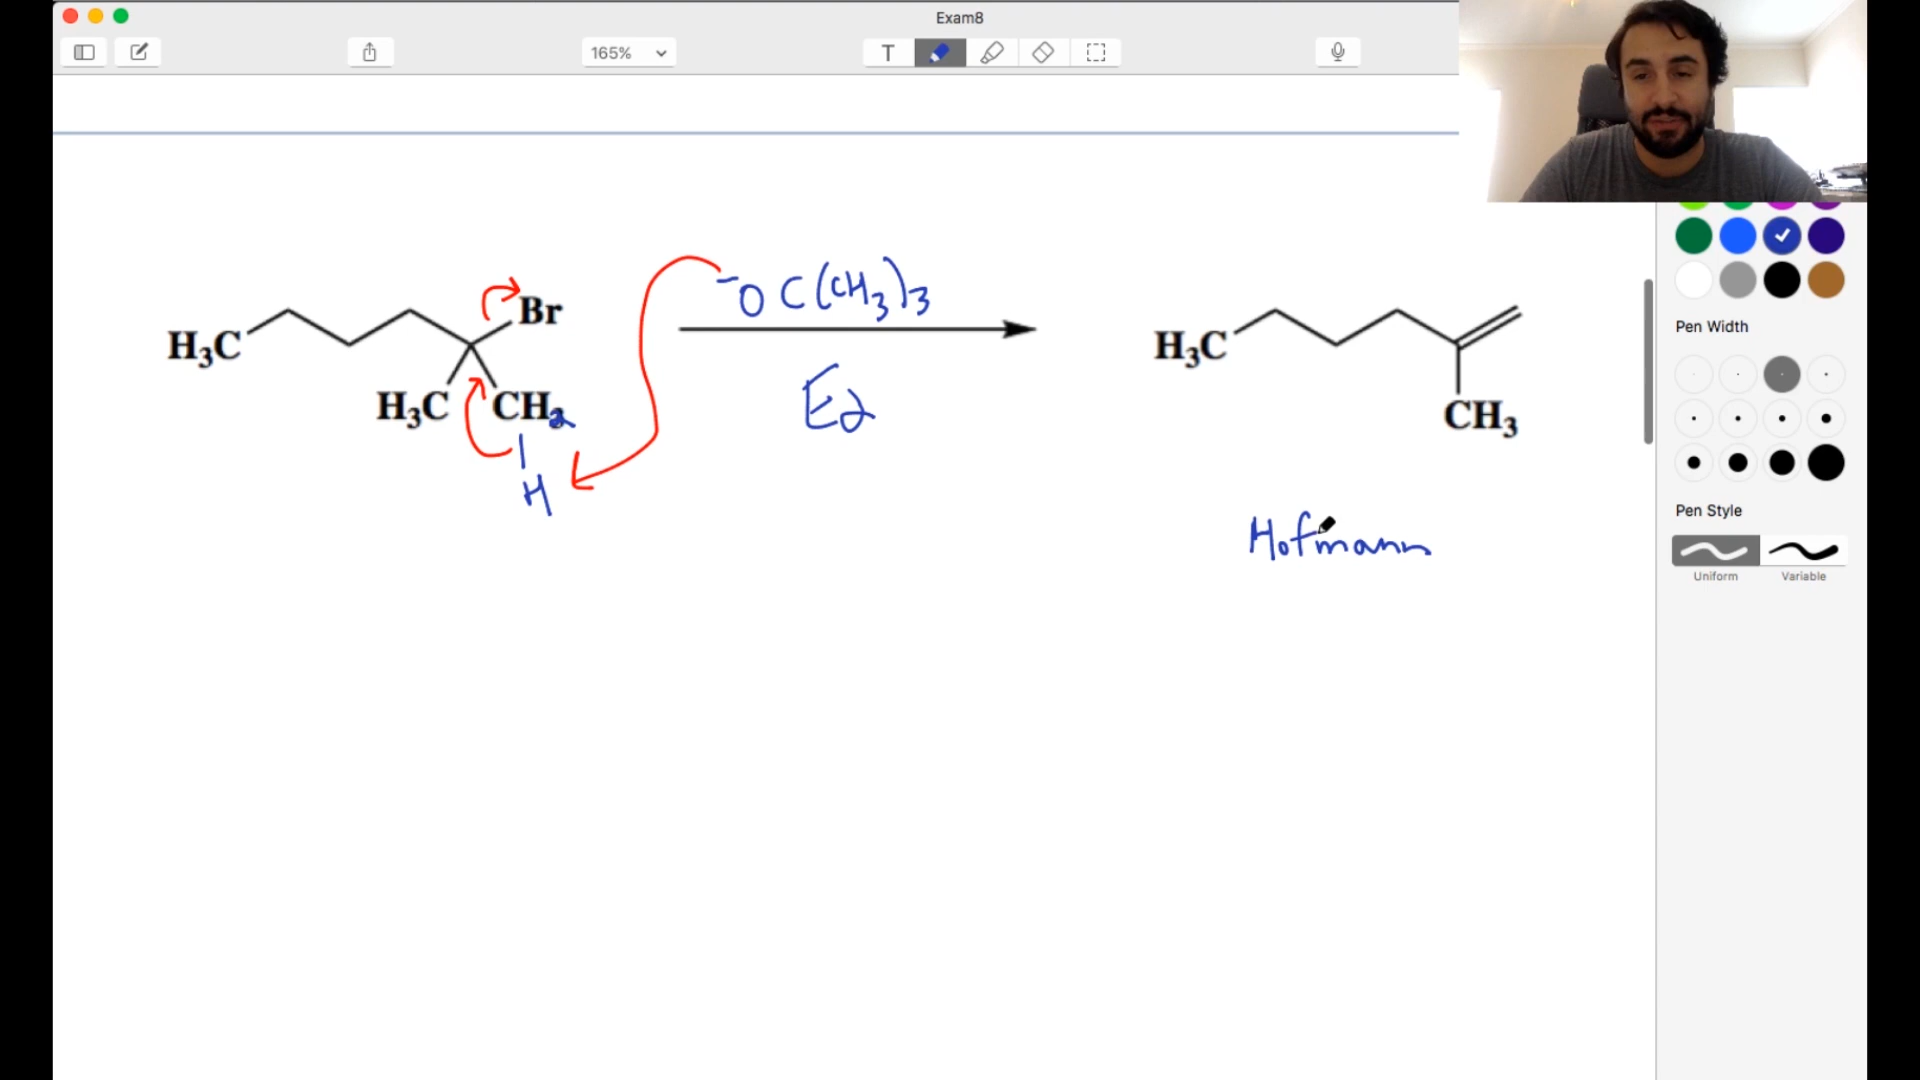 Exam8
165%
T
⁻OC(CH₃)₃
Br
H₃C
H₃C
CH₂
H
E2
H₃C
CH₃
Hofmann
Pen Width
Pen Style
Uniform
Variable